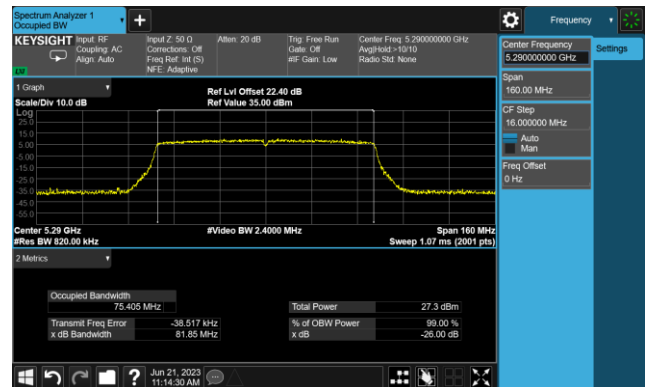 Spectrum Analyzer 1
Occupied BW
Frequency
KEYSIGHT
Input: RF
Coupling: AC
Align: Auto
Input Z: 50 Ω
Corrections: Off
Freq Ref: Int (S)
NFE: Adaptive
Atten: 20 dB
Trig: Free Run
Gate: Off
#IF Gain: Low
Center Freq: 5.290000000 GHz
Avg|Hold:>10/10
Radio Std: None
LXI
Center Frequency
5.290000000 GHz
Settings
Span
160.00 MHz
CF Step
16.000000 MHz
Auto
Man
Freq Offset
0 Hz
1 Graph
Scale/Div 10.0 dB
Ref Lvl Offset 22.40 dB
Ref Value 35.00 dBm
Log
25.0
15.0
5.00
-5.00
-15.0
-25.0
-35.0
-45.0
-55.0
Center 5.29 GHz
#Video BW 2.4000 MHz
Span 160 MHz
#Res BW 820.00 kHz
Sweep 1.07 ms (2001 pts)
2 Metrics
Occupied Bandwidth
75.405 MHz
Total Power
27.3 dBm
Transmit Freq Error
-38.517 kHz
% of OBW Power
99.00 %
x dB Bandwidth
81.85 MHz
x dB
-26.00 dB
?
Jun 21, 2023
11:14:30 AM